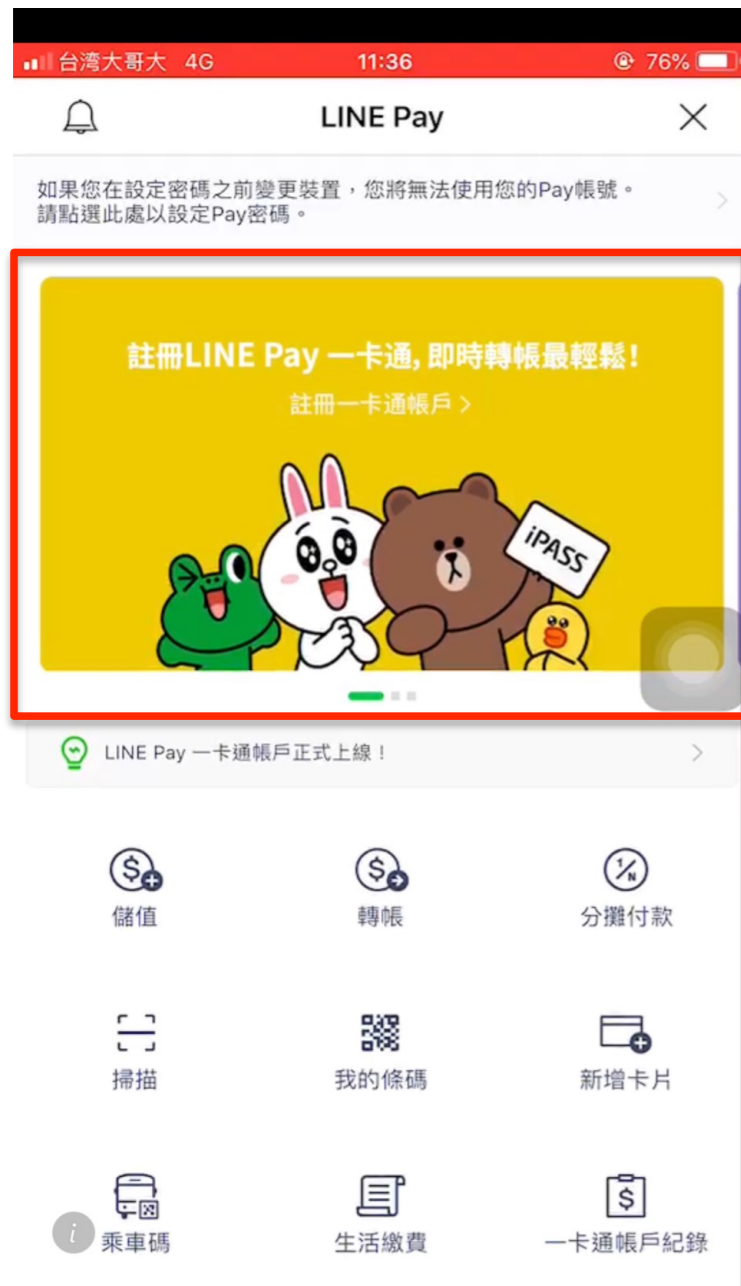 台湾大哥大 4G 11:36 76%
LINE Pay
如果您在設定密碼之前變更裝置，您將無法使用您的Pay帳號。
請點選此處以設定Pay密碼。
註冊LINE Pay 一卡通, 即時轉帳最輕鬆!
註冊一卡通帳戶 >
iPASS
LINE Pay 一卡通帳戶正式上線！
儲值 轉帳 分攤付款
掃描 我的條碼 新增卡片
乘車碼 生活繳費 一卡通帳戶紀錄